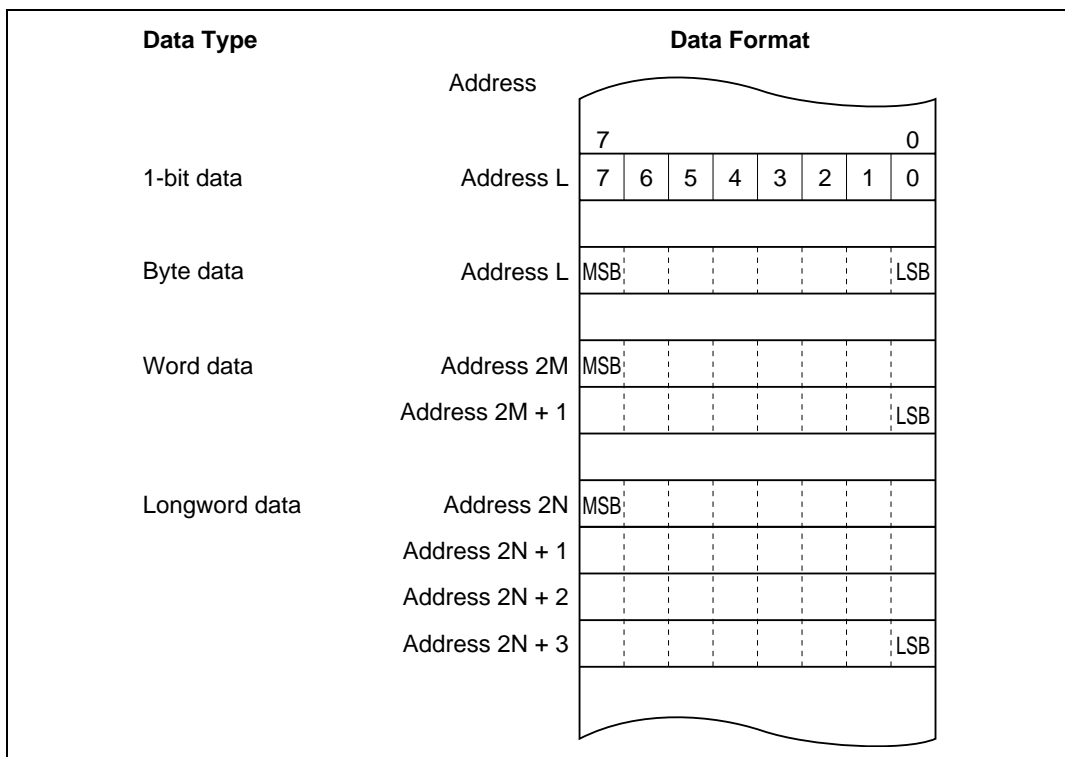 Data Type Data Format
Address
7 0
1-bit data Address L 7 6 5 4 3 2 1 0
Byte data Address L MSB LSB
Word data Address 2M MSB
Address 2M + 1 LSB
Longword data Address 2N MSB
Address 2N + 1
Address 2N + 2
Address 2N + 3 LSB